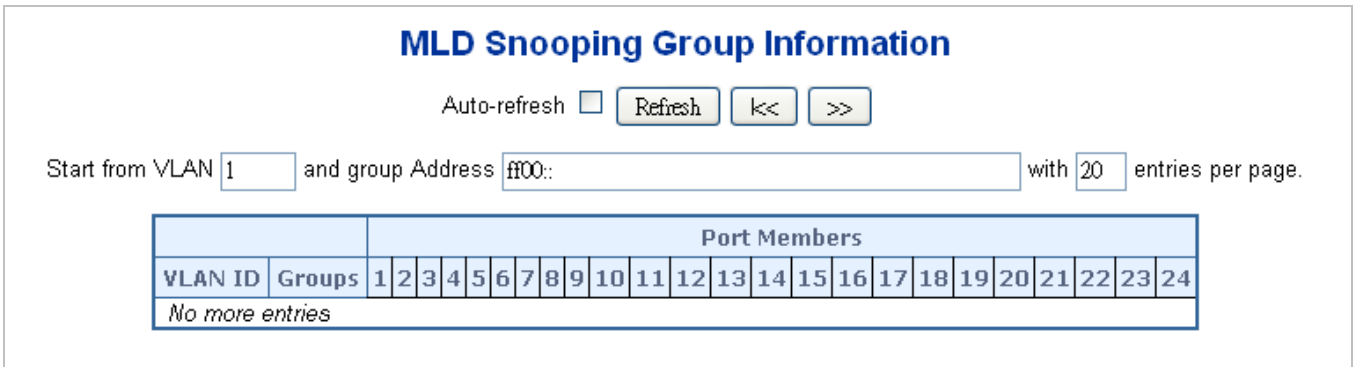 MLD Snooping Group Information
Auto-refresh Refresh |<< >>
Start from VLAN 1 and group Address ff00:: with 20 entries per page.
Port Members
VLAN ID Groups 1 2 3 4 5 6 7 8 9 10 11 12 13 14 15 16 17 18 19 20 21 22 23 24
No more entries